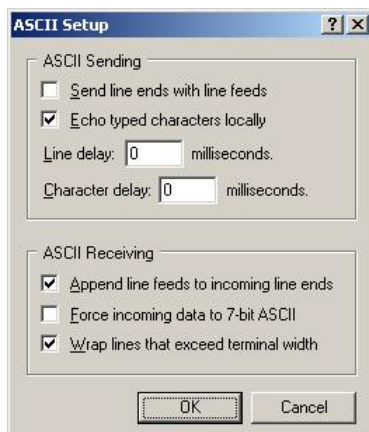 ASCII Setup
ASCII Sending
Send line ends with line feeds
Echo typed characters locally
Line delay: 0 milliseconds.
Character delay: 0 milliseconds.
ASCII Receiving
Append line feeds to incoming line ends
Force incoming data to 7-bit ASCII
Wrap lines that exceed terminal width
OK Cancel